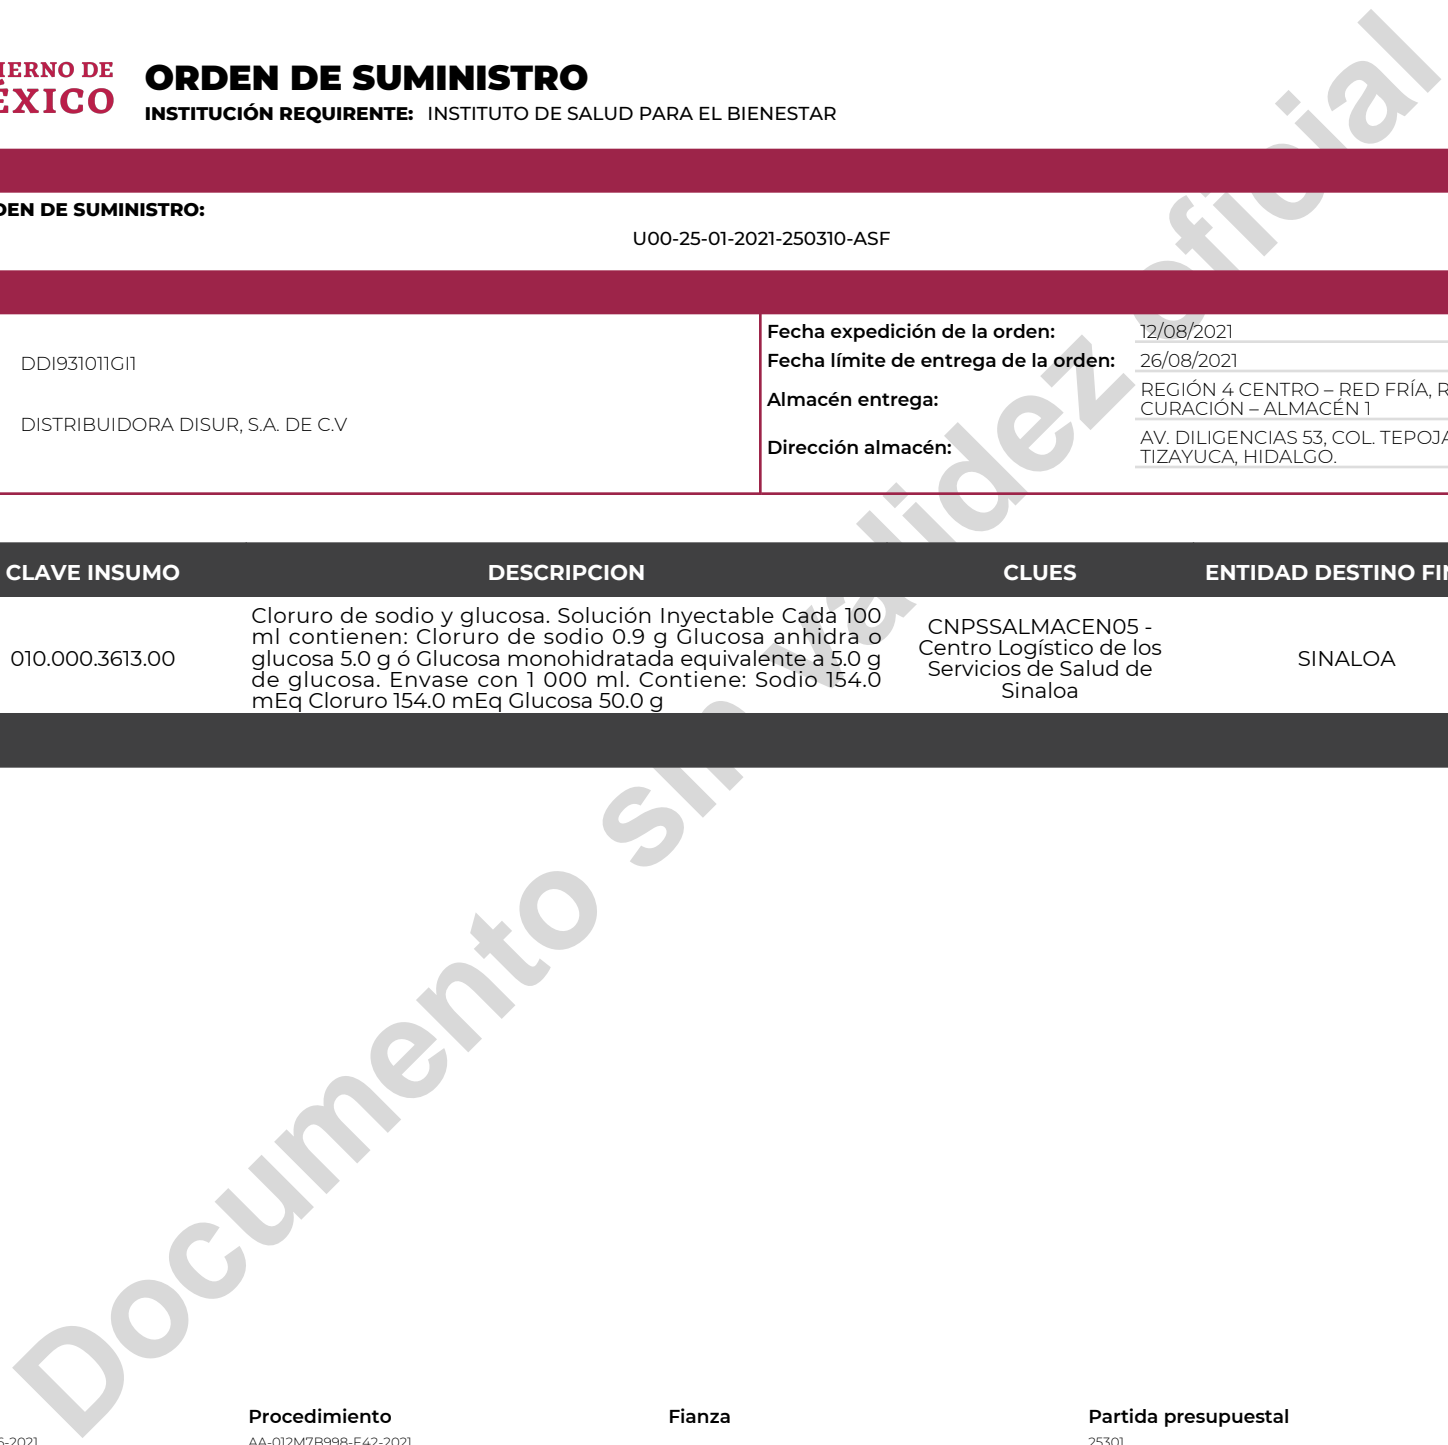 ORDEN DE SUMINISTRO
INSTITUCIÓN REQUIRENTE: INSTITUTO DE SALUD PARA EL BIENESTAR
DE SUMINISTRO:
U00-25-01-2021-250310-ASF
DDI931011GI1
DISTRIBUIDORA DISUR, S.A. DE C.V
Fecha expedición de la orden: 12/08/2021
Fecha límite de entrega de la orden: 26/08/2021
Almacén entrega: REGIÓN 4 CENTRO – RED FRÍA,
CURACIÓN – ALMACÉN 1
Dirección almacén: AV. DILIGENCIAS 53, COL.
TIZAYUCA, HIDALGO.
CLAVE INSUMO DESCRIPCION CLUES ENTIDAD DESTINO
010.000.3613.00
Cloruro de sodio y glucosa. Solución Inyectable Cada 100
ml contienen: Cloruro de sodio 0.9 g Glucosa anhidra o
glucosa 5.0 g ó Glucosa monohidratada equivalente a 5.0 g
de glucosa. Envase con 1 000 ml. Contiene: Sodio 154.0
mEq Cloruro 154.0 mEq Glucosa 50.0 g
CNPSSALMACEN05 -
Centro Logístico de los
Servicios de Salud de
Sinaloa
SINALOA
Documento sin validez oficial
Procedimiento Fianza Partida presupuestal
AA-012M7B998-E42-2021 25301